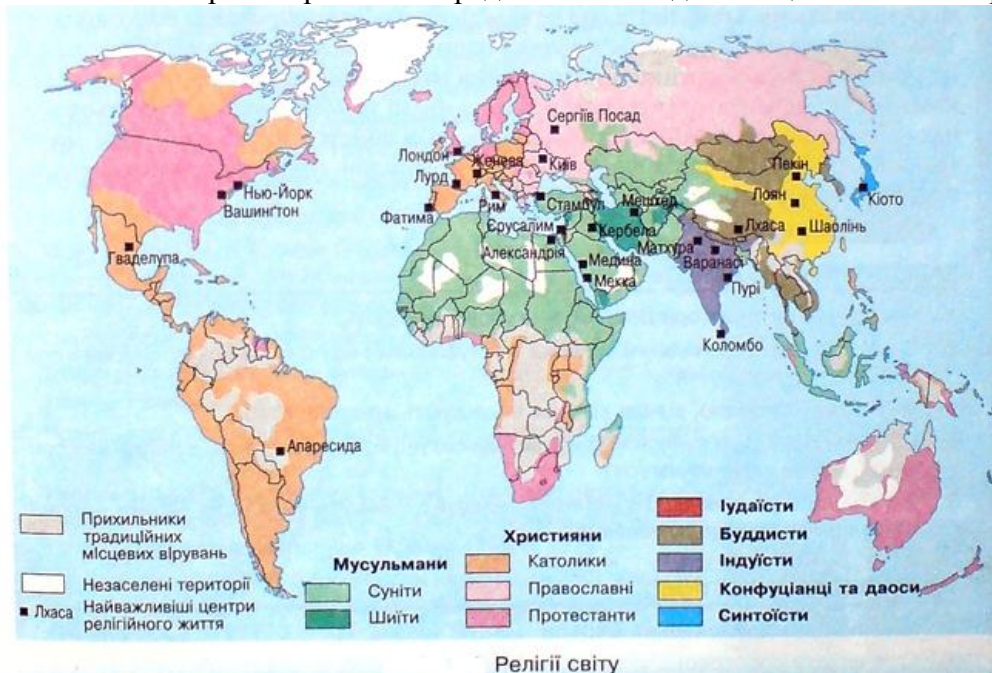 Сергіїв Посад
Лондон
Женева
Київ
Лурд
Нью-Йорк
Вашингтон
Фатима
Рим
Стамбул
Мешхед
Пекін
Лоян
Кіото
Єрусалим
Кербела
Лхаса
Шаолінь
Гваделупа
Александрія
Матхура
Медина
Варанасі
Мекка
Пурі
Коломбо
Апаресида
Прихильники
традиційних
місцевих вірувань
Незаселені території
Лхаса Найважливіші центри
релігійного життя
Мусульмани
Суніти
Шиїти
Християни
Католики
Православні
Протестанти
Іудаїсти
Буддисти
Індуїсти
Конфуціанці та даоси
Синтоїсти
Релігії світу